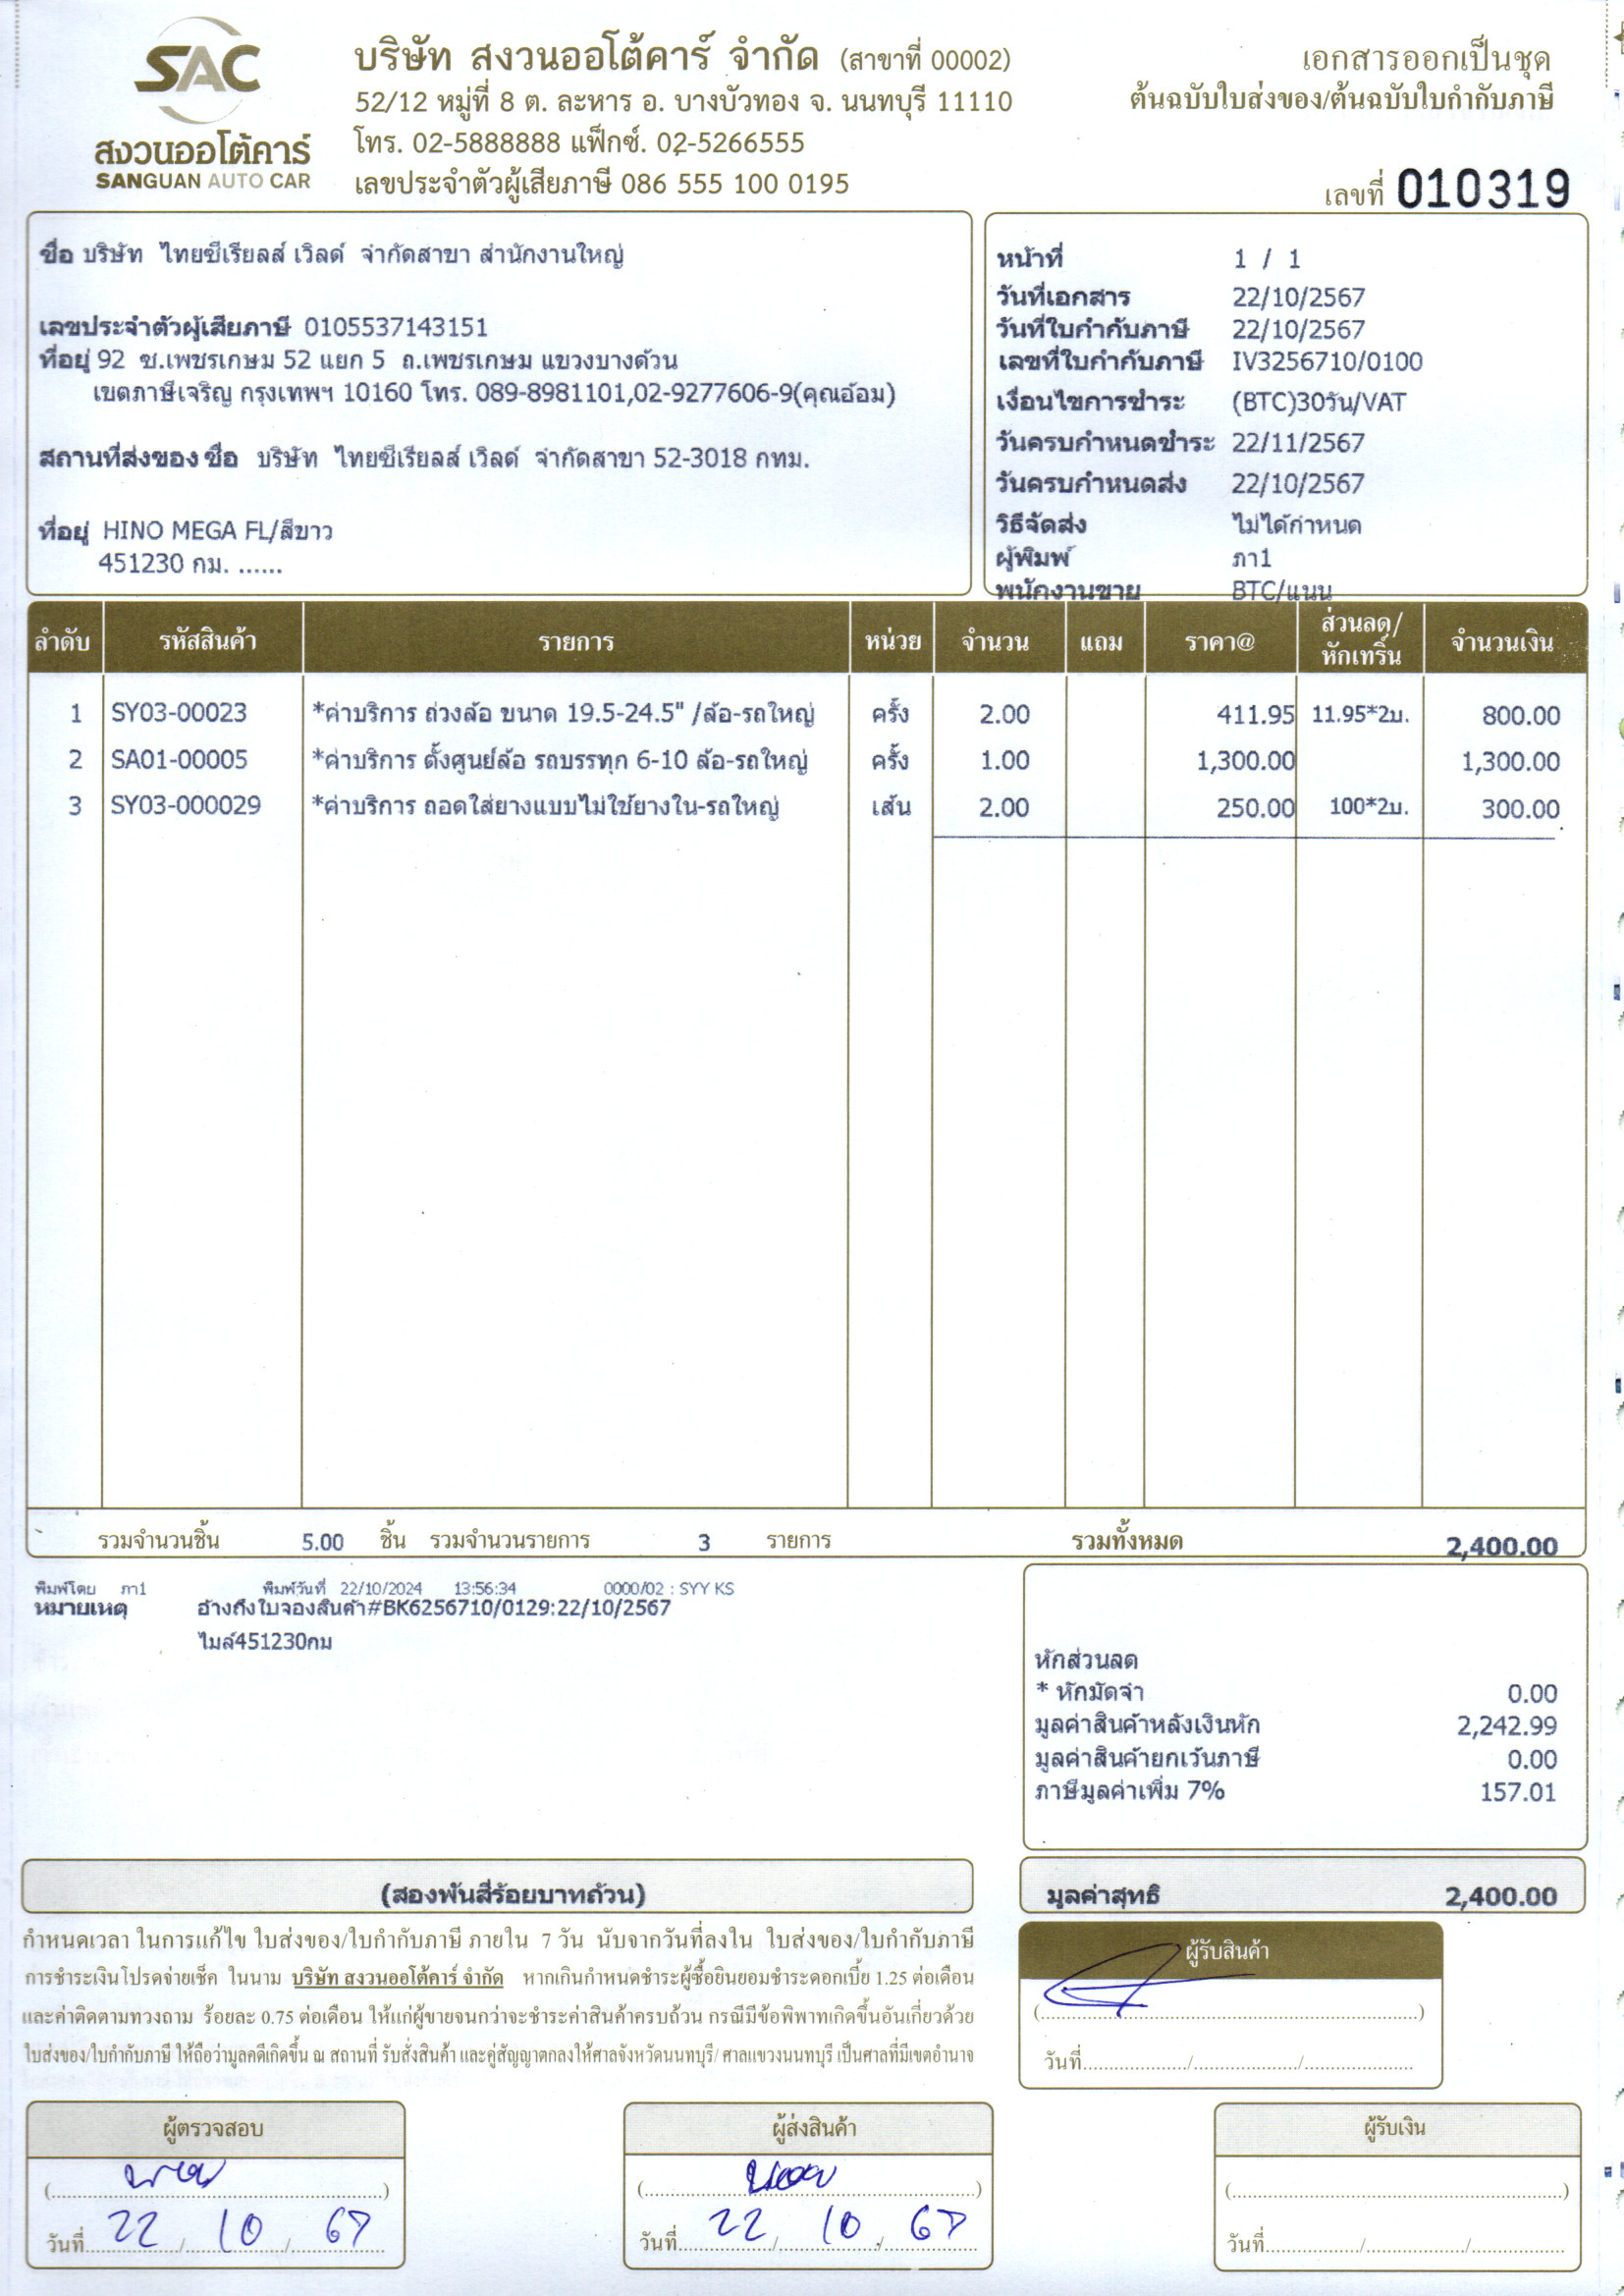 SAC
สงวนออโต้คาร์
SANGUAN AUTO CAR
บริษัท สงวนออโต้คาร์ จำกัด (สาขาที่ 00002)
52/12 หมู่ที่ 8 ต. ละหาร อ. บางบัวทอง จ. นนทบุรี 11110
โทร. 02-5888888 แฟ็กซ์. 02-5266555
เลขประจำตัวผู้เสียภาษี 086 555 100 0195
เอกสารออกเป็นชุด
ต้นฉบับใบส่งของ/ต้นฉบับใบกำกับภาษี
เลขที่ 010319
ชื่อ บริษัท ไทยซีเรียลส์ เวิลด์ จำกัดสาขา สำนักงานใหญ่
เลขประจำตัวผู้เสียภาษี 0105537143151
ที่อยู่ 92 ซ.เพชรเกษม 52 แยก 5 ถ.เพชรเกษม แขวงบางด้วน
เขตภาษีเจริญ กรุงเทพฯ 10160 โทร. 089-8981101,02-9277606-9(คุณอ้อม)
สถานที่ส่งของ ชื่อ บริษัท ไทยซีเรียลส์ เวิลด์ จำกัดสาขา 52-3018 กทม.
ที่อยู่ HINO MEGA FL/สีขาว
451230 กม. ......
หน้าที่ 1 / 1
วันที่เอกสาร 22/10/2567
วันที่ใบกำกับภาษี 22/10/2567
เลขที่ใบกำกับภาษี IV3256710/0100
เงื่อนไขการชำระ (BTC)30วัน/VAT
วันครบกำหนดชำระ 22/11/2567
วันครบกำหนดส่ง 22/10/2567
วิธีจัดส่ง ไม่ได้กำหนด
ผู้พิมพ์ ภา1
พนักงานขาย BTC/แนน
ลำดับ รหัสสินค้า รายการ หน่วย จำนวน แถม ราคา@ ส่วนลด/หักเทริ์น จำนวนเงิน
1 SY03-00023 *ค่าบริการ ถ่วงล้อ ขนาด 19.5-24.5" /ล้อ-รถใหญ่ ครั้ง 2.00 411.95 11.95*2บ. 800.00
2 SA01-00005 *ค่าบริการ ตั้งศูนย์ล้อ รถบรรทุก 6-10 ล้อ-รถใหญ่ ครั้ง 1.00 1,300.00 1,300.00
3 SY03-000029 *ค่าบริการ ถอดใส่ยางแบบไม่ใช้ยางใน-รถใหญ่ เส้น 2.00 250.00 100*2บ. 300.00
รวมจำนวนชิ้น 5.00 ชิ้น รวมจำนวนรายการ 3 รายการ รวมทั้งหมด 2,400.00
พิมพ์โดย ภา1 พิมพ์วันที่ 22/10/2024 13:56:34 0000/02 : SYY KS
หมายเหตุ อ้างถึงใบจองสินค้า#BK6256710/0129:22/10/2567
ไมล์451230กม
หักส่วนลด
* หักมัดจำ 0.00
มูลค่าสินค้าหลังเงินหัก 2,242.99
มูลค่าสินค้ายกเว้นภาษี 0.00
ภาษีมูลค่าเพิ่ม 7% 157.01
(สองพันสี่ร้อยบาทถ้วน)
มูลค่าสุทธิ 2,400.00
กำหนดเวลา ในการแก้ไข ใบส่งของ/ใบกำกับภาษี ภายใน 7 วัน นับจากวันที่ลงใน ใบส่งของ/ใบกำกับภาษี
การชำระเงินโปรดจ่ายเช็ค ในนาม บริษัท สงวนออโต้คาร์ จำกัด หากเกินกำหนดชำระผู้ซื้อยินยอมชำระดอกเบี้ย 1.25 ต่อเดือน
และค่าติดตามทวงถาม ร้อยละ 0.75 ต่อเดือน ให้แก่ผู้ขายจนกว่าจะชำระค่าสินค้าครบถ้วน กรณีมีข้อพิพาทเกิดขึ้นอันเกี่ยวด้วย
ใบส่งของ/ใบกำกับภาษี ให้ถือว่ามูลคดีเกิดขึ้น ณ สถานที่ รับสั่งสินค้า และคู่สัญญาตกลงให้ศาลจังหวัดนนทบุรี/ ศาลแขวงนนทบุรี เป็นศาลที่มีเขตอำนาจ
ผู้รับสินค้า
(....................)
วันที่........../........../..........
ผู้ตรวจสอบ
วันที่ 22/10/67
ผู้ส่งสินค้า
วันที่ 22/10/67
ผู้รับเงิน
(....................)
วันที่........../........../..........